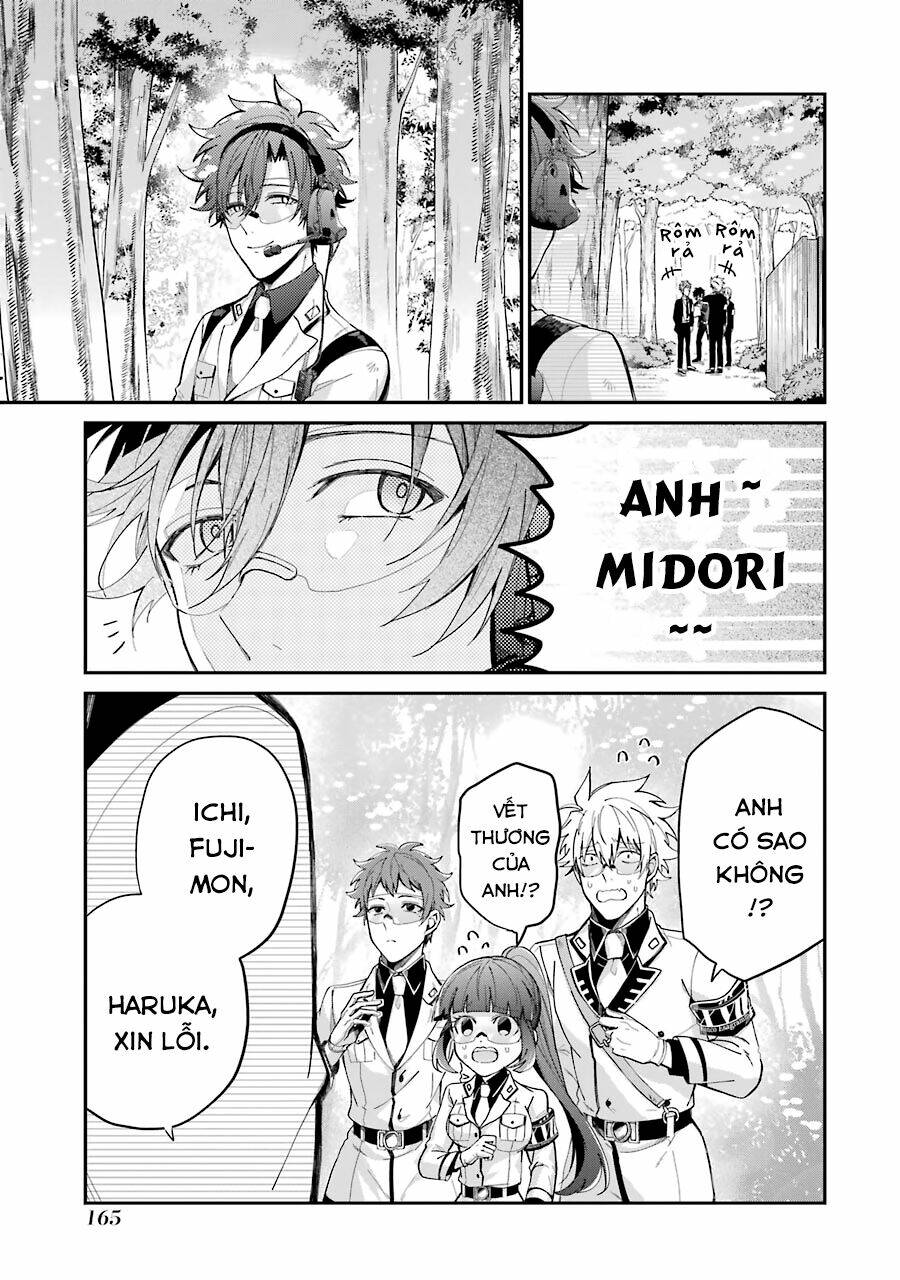 Rôm
rả
Rôm
rả
ANH~
MIDORI
~~
ANH
CÓ SAO
KHÔNG
!?
VẾT
THƯƠNG
CỦA
ANH!?
ICHI,
FUJI-
MON,
HARUKA,
XIN LỖI.
165